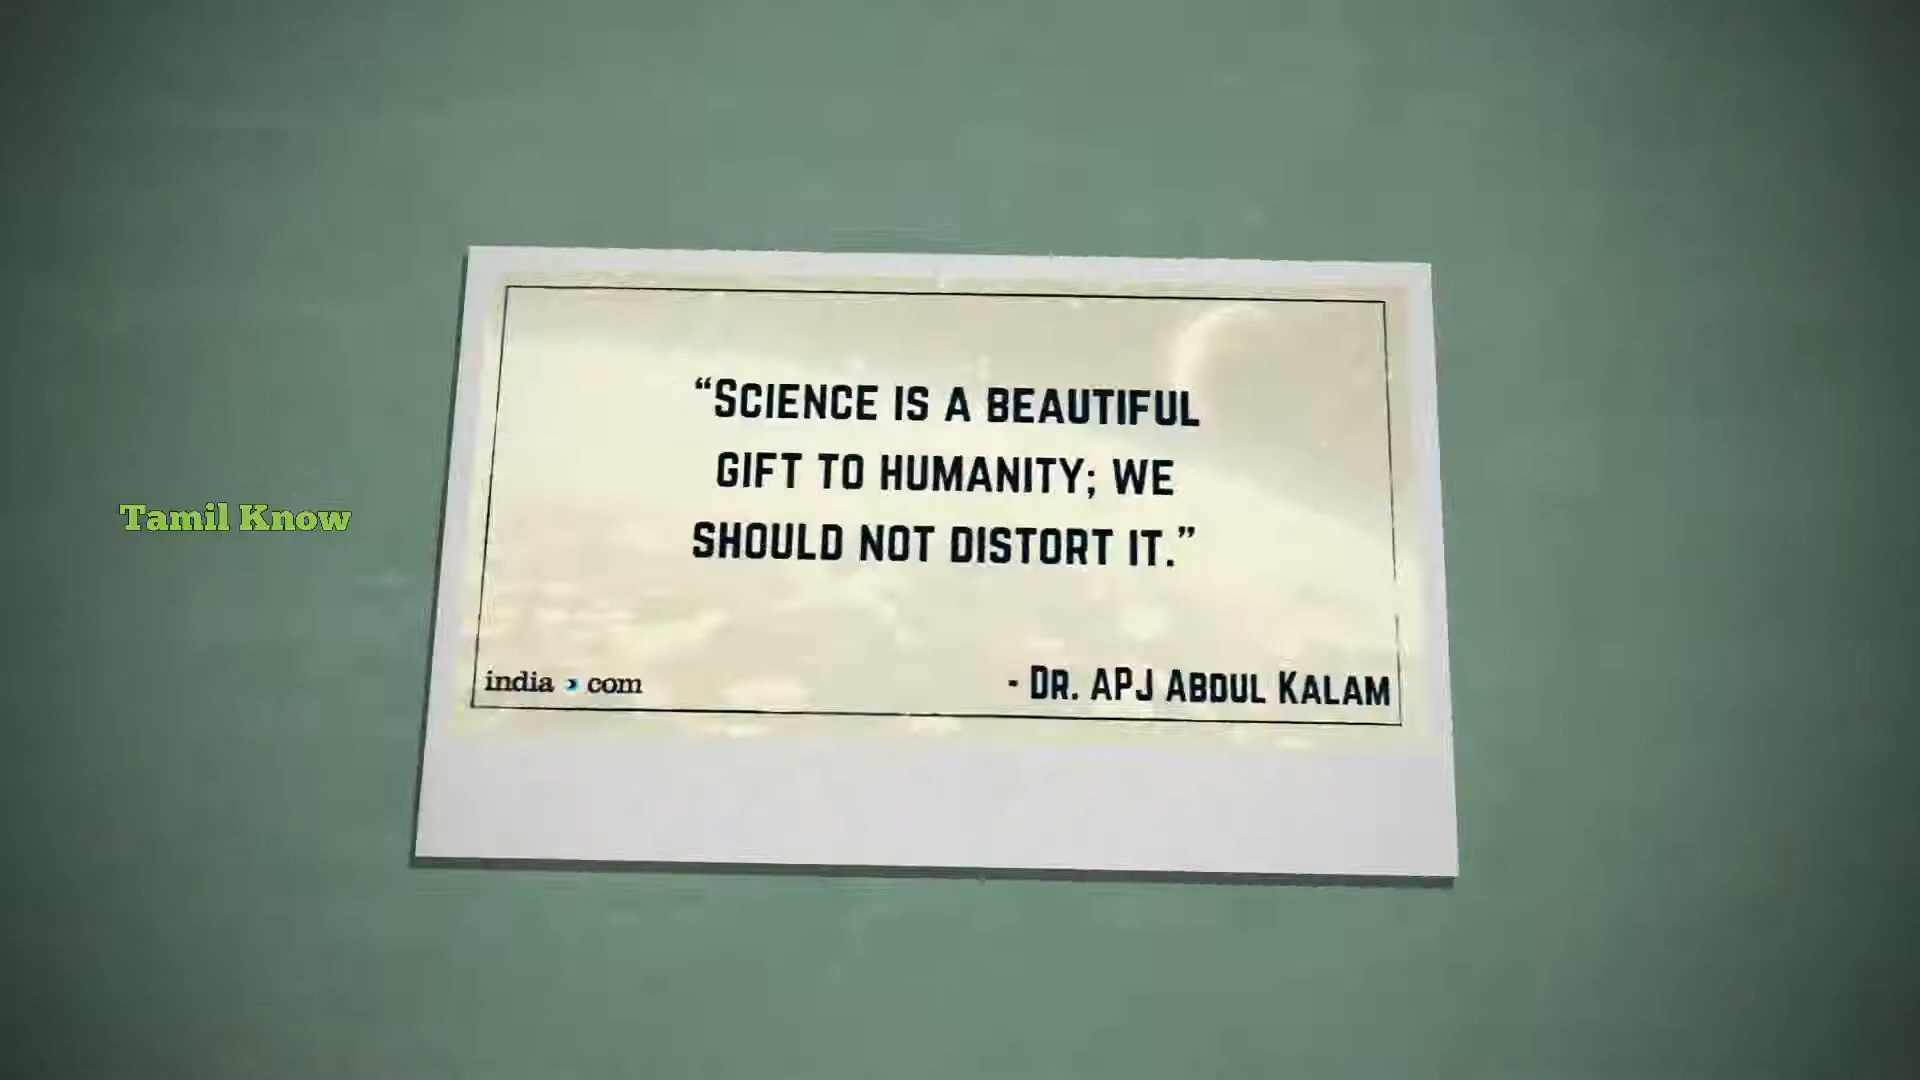 “SCIENCE IS A BEAUTIFUL
GIFT TO HUMANITY; WE
SHOULD NOT DISTORT IT.”
Tamil Know
india.com
- DR. APJ ABDUL KALAM